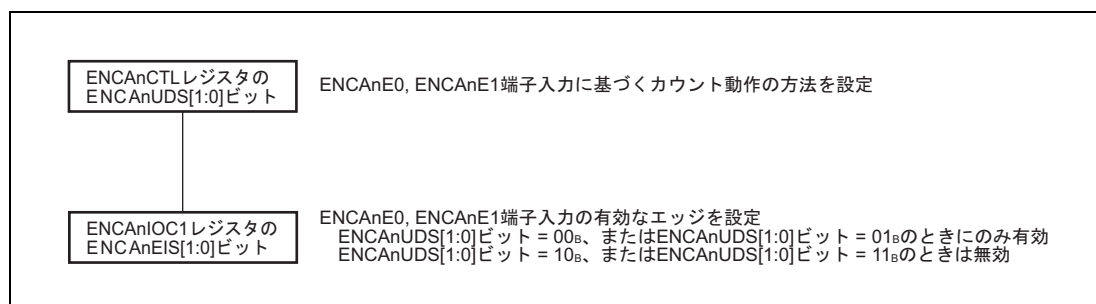 ENCAnCTLレジスタの
ENCAnUDS[1:0]ビット
ENCAnE0, ENCAnE1端子入力に基づくカウント動作の方法を設定
ENCAnIOC1レジスタの
ENCAnEIS[1:0]ビット
ENCAnE0, ENCAnE1端子入力の有効なエッジを設定
ENCAnUDS[1:0]ビット = 00B、またはENCAnUDS[1:0]ビット = 01Bのときにのみ有効
ENCAnUDS[1:0]ビット = 10B、またはENCAnUDS[1:0]ビット = 11Bのときは無効